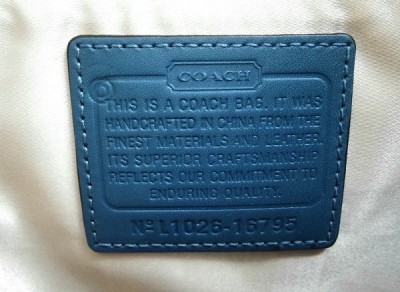 COACH
THIS IS A COACH BAG. IT WAS
HANDCRAFTED IN CHINA FROM THE
FINEST MATERIALS AND LEATHER.
ITS SUPERIOR CRAFTSMANSHIP
REFLECTS OUR COMMITMENT TO
ENDURING QUALITY.
Nº L1026-16795